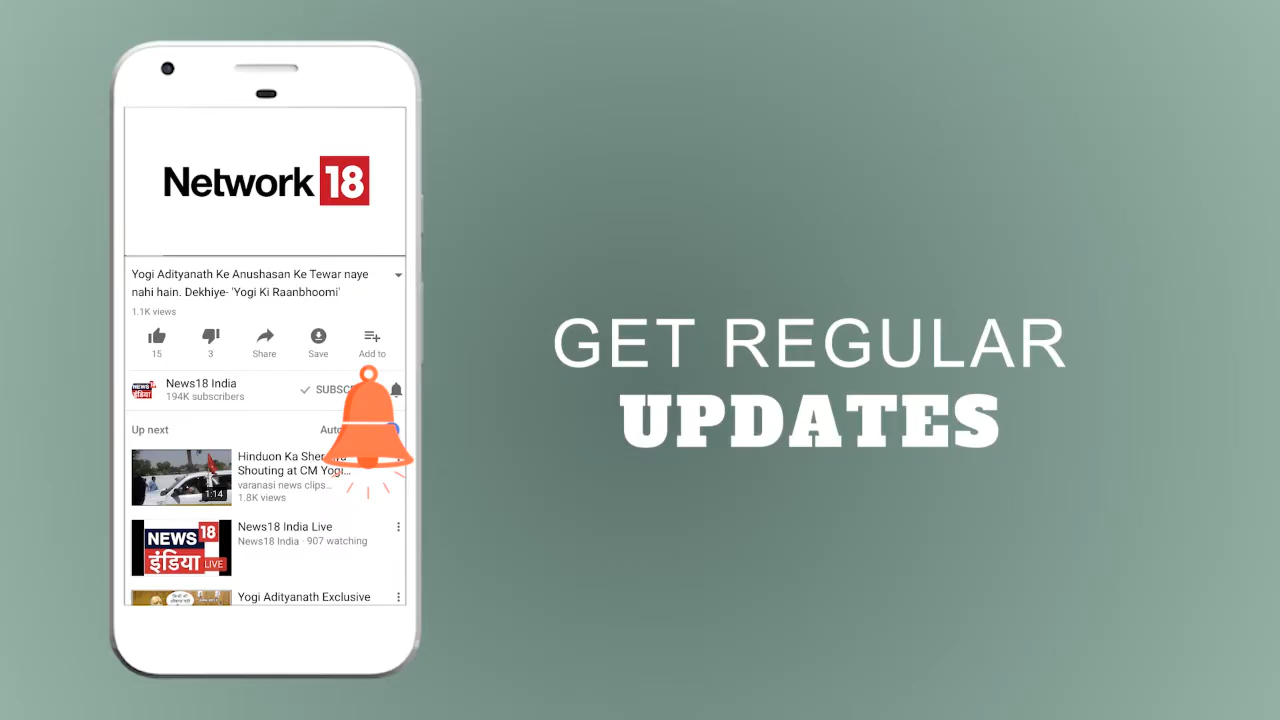 Network 18
Yogi Adityanath Ke Anushasan Ke Tewar naye
nahi hain. Dekhiye- 'Yogi Ki Raanbhoomi'
1.1K views
15
3
Share
Save
Add to
NEWS 18
इंडिया
News18 India
194K subscribers
Up next
Hinduon Ka
Shouting at CM Yogi...
varanasi news clips...
1.8K views
1:14
NEWS 18
इंडिया LIVE
News18 India Live
News18 India · 907 watching
Yogi Adityanath Exclusive
GET REGULAR
UPDATES